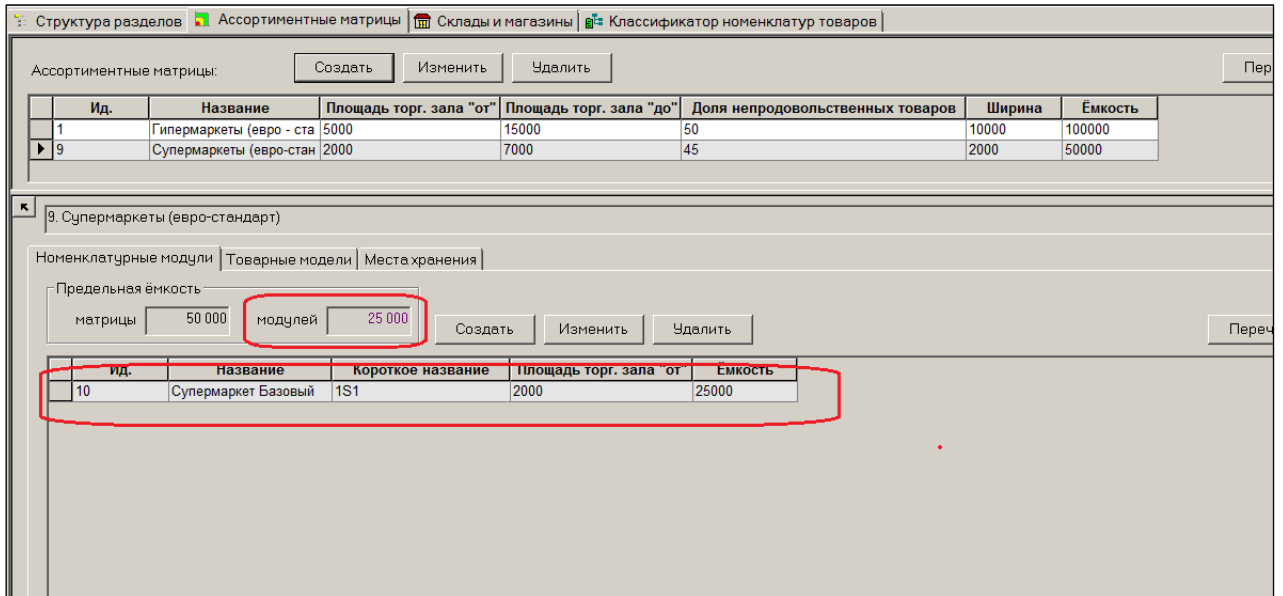 Структура разделов Ассортиментные матрицы Склады и магазины Классификатор номенклатур товаров
Ассортиментные матрицы: Создать Изменить Удалить Пер
Ид. Название Площадь торг. зала "от" Площадь торг. зала "до" Доля непродовольственных товаров Ширина Ёмкость
1 Гипермаркеты (евро - ста 5000 15000 50 10000 100000
9 Супермаркеты (евро-стан 2000 7000 45 2000 50000
9. Супермаркеты (евро-стандарт)
Номенклатурные модули Товарные модели Места хранения
Предельная ёмкость
матрицы 50 000 модулей 25 000 Создать Изменить Удалить Переч
Ид. Название Короткое название Площадь торг. зала "от" Ёмкость
10 Супермаркет Базовый 1S1 2000 25000